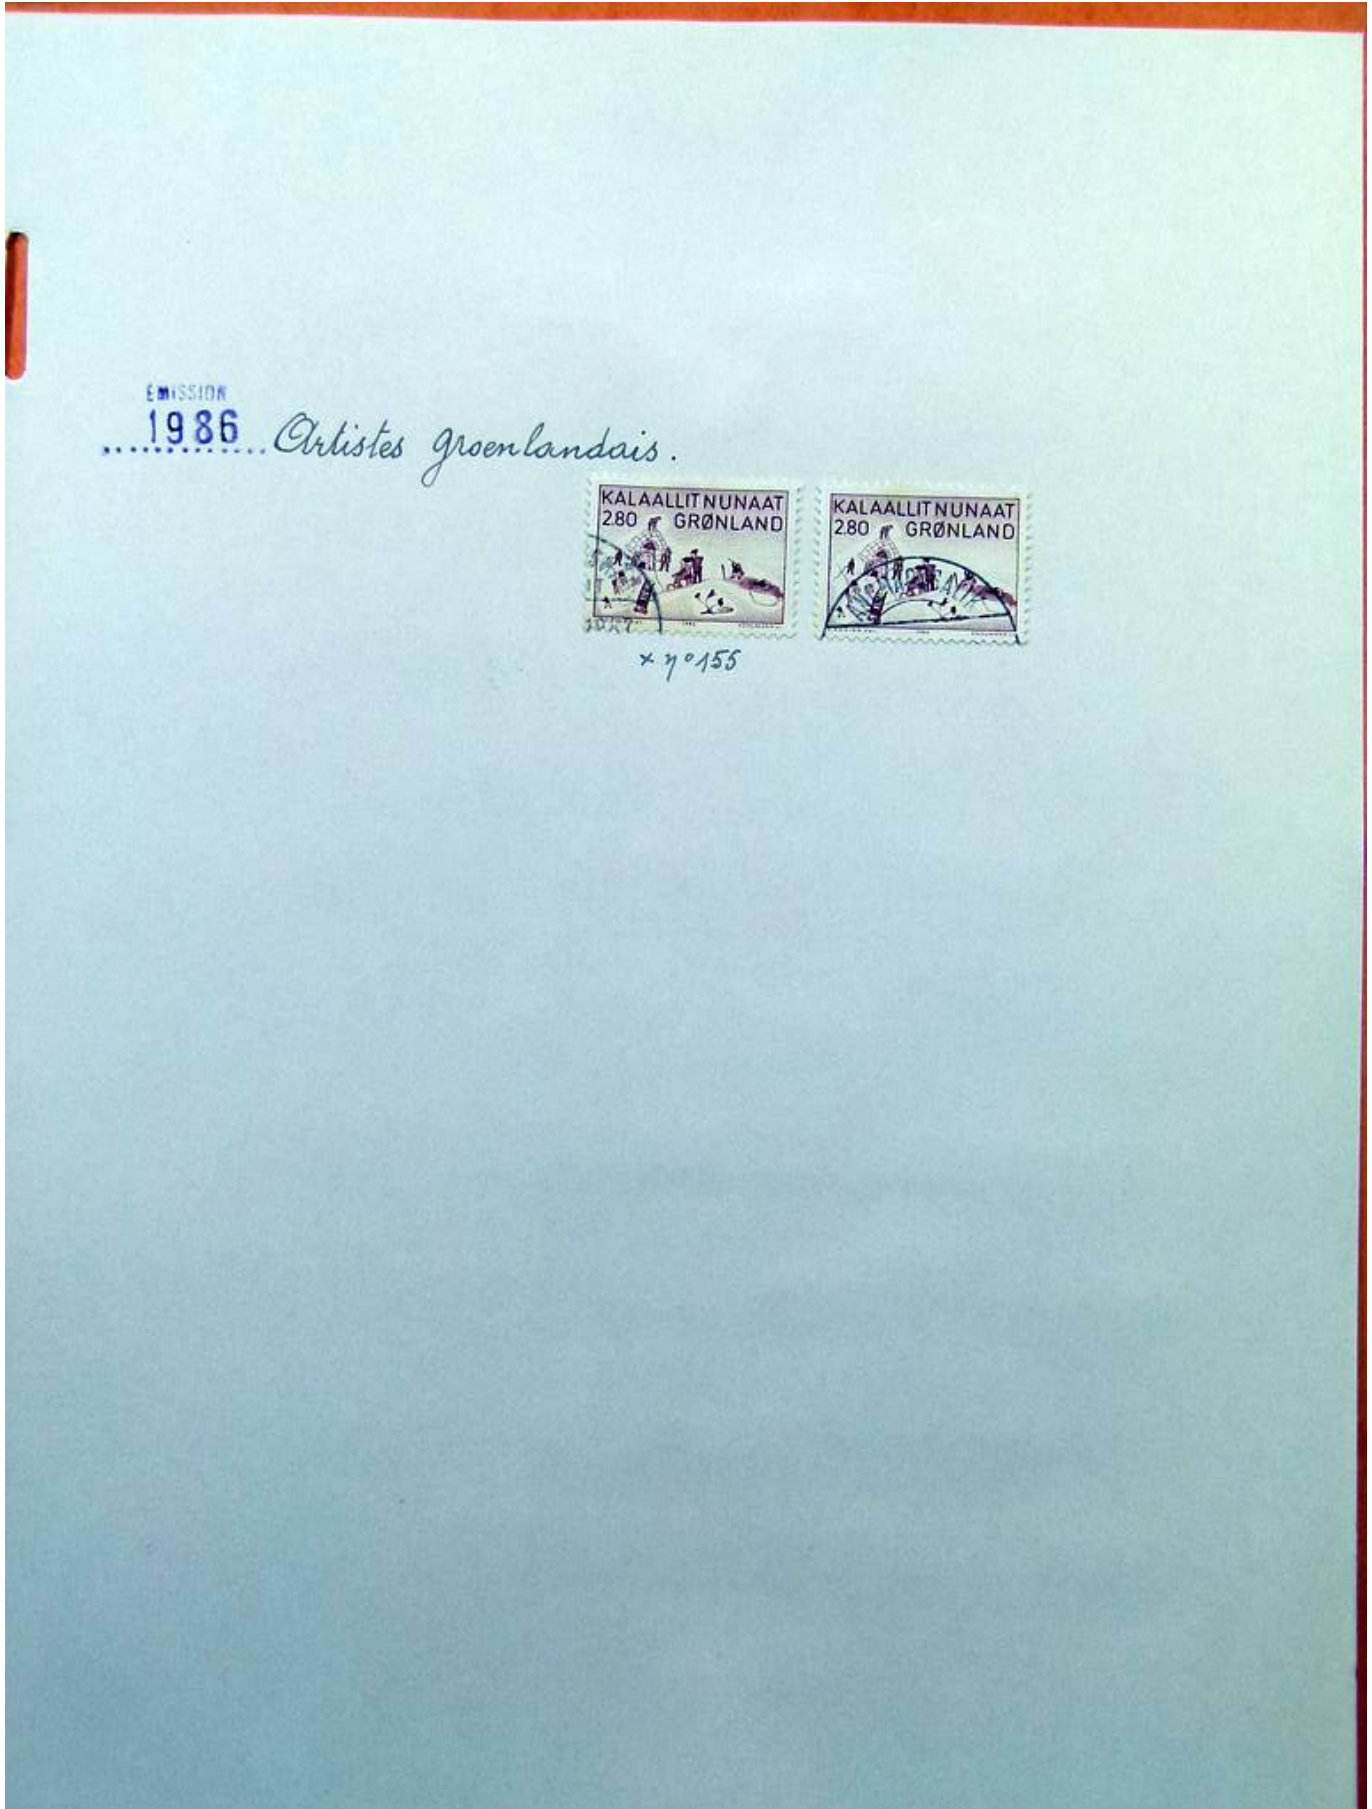 EMISSION
1986 Artistes groenlandais.
KALAALLIT NUNAAT
2.80 GRØNLAND
KALAALLIT NUNAAT
2.80 GRØNLAND
x n° 155